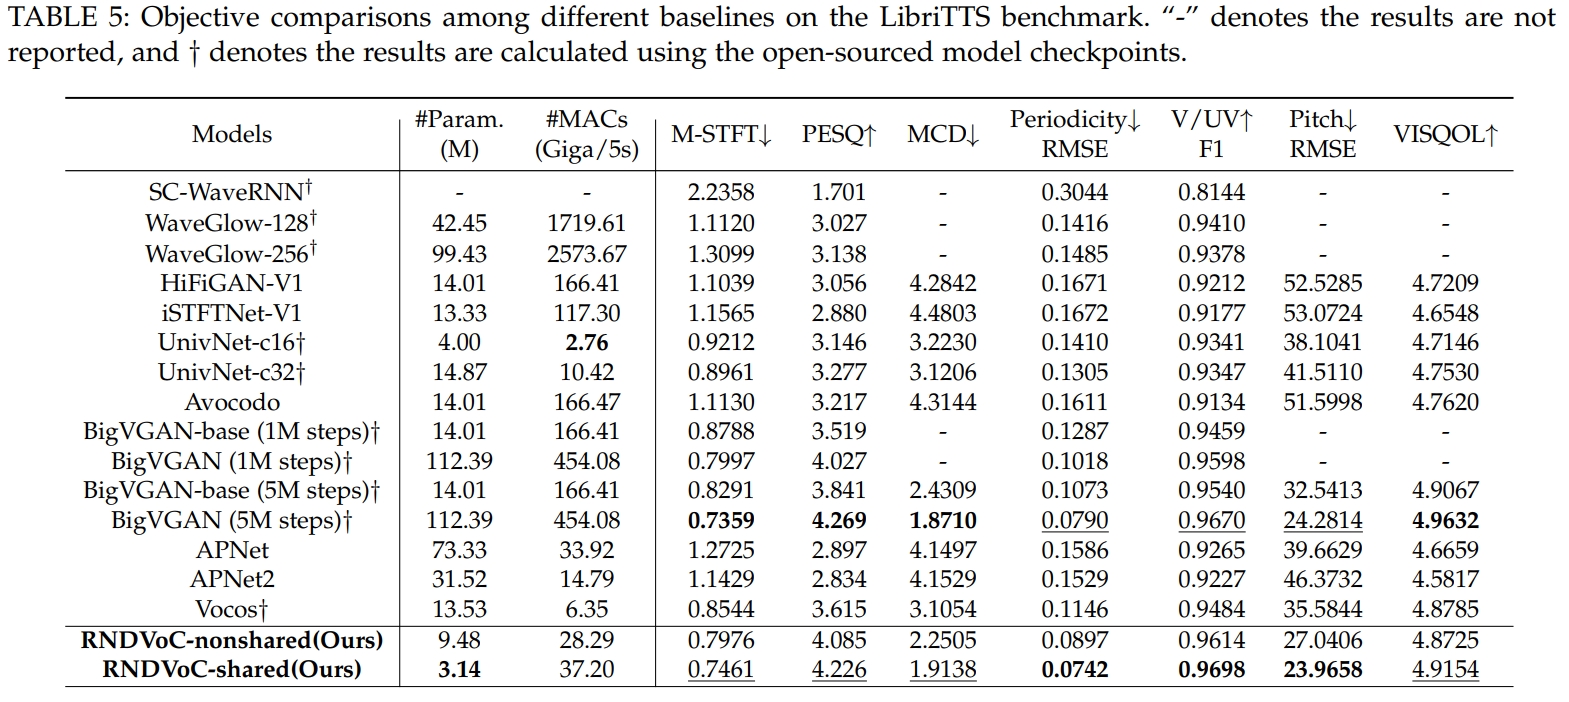 TABLE 5: Objective comparisons among different baselines on the LibriTTS benchmark. “-” denotes the results are not
reported, and † denotes the results are calculated using the open-sourced model checkpoints.
Models #Param. (M) #MACs (Giga/5s) M-STFT↓ PESQ↑ MCD↓ Periodicity↓ RMSE V/UV↑ F1 Pitch↓ RMSE VISQOL↑
SC-WaveRNN† - - 2.2358 1.701 - 0.3044 0.8144 - -
WaveGlow-128† 42.45 1719.61 1.1120 3.027 - 0.1416 0.9410 - -
WaveGlow-256† 99.43 2573.67 1.3099 3.138 - 0.1485 0.9378 - -
HiFiGAN-V1 14.01 166.41 1.1039 3.056 4.2842 0.1671 0.9212 52.5285 4.7209
iSTFTNet-V1 13.33 117.30 1.1565 2.880 4.4803 0.1672 0.9177 53.0724 4.6548
UnivNet-c16† 4.00 2.76 0.9212 3.146 3.2230 0.1410 0.9341 38.1041 4.7146
UnivNet-c32† 14.87 10.42 0.8961 3.277 3.1206 0.1305 0.9347 41.5110 4.7530
Avocodo 14.01 166.47 1.1130 3.217 4.3144 0.1611 0.9134 51.5998 4.7620
BigVGAN-base (1M steps)† 14.01 166.41 0.8788 3.519 - 0.1287 0.9459 - -
BigVGAN (1M steps)† 112.39 454.08 0.7997 4.027 - 0.1018 0.9598 - -
BigVGAN-base (5M steps)† 14.01 166.41 0.8291 3.841 2.4309 0.1073 0.9540 32.5413 4.9067
BigVGAN (5M steps)† 112.39 454.08 0.7359 4.269 1.8710 0.0790 0.9670 24.2814 4.9632
APNet 73.33 33.92 1.2725 2.897 4.1497 0.1586 0.9265 39.6629 4.6659
APNet2 31.52 14.79 1.1429 2.834 4.1529 0.1529 0.9227 46.3732 4.5817
Vocos† 13.53 6.35 0.8544 3.615 3.1054 0.1146 0.9484 35.5844 4.8785
RNDVoC-nonshared(Ours) 9.48 28.29 0.7976 4.085 2.2505 0.0897 0.9614 27.0406 4.8725
RNDVoC-shared(Ours) 3.14 37.20 0.7461 4.226 1.9138 0.0742 0.9698 23.9658 4.9154